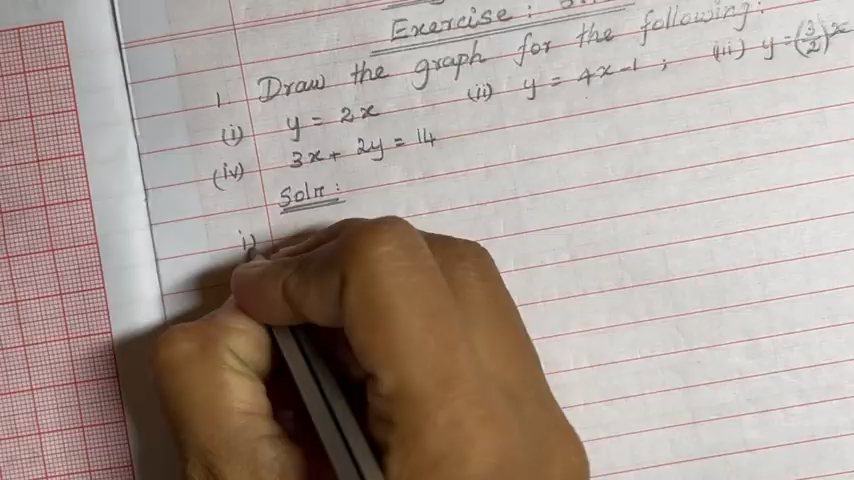 Exercise :
1. Draw the graph for the following :
(i) y = 2x (ii) y = 4x-1 ; (iii) y = (3/2)x
(iv) 3x + 2y = 14
Soln :
i)